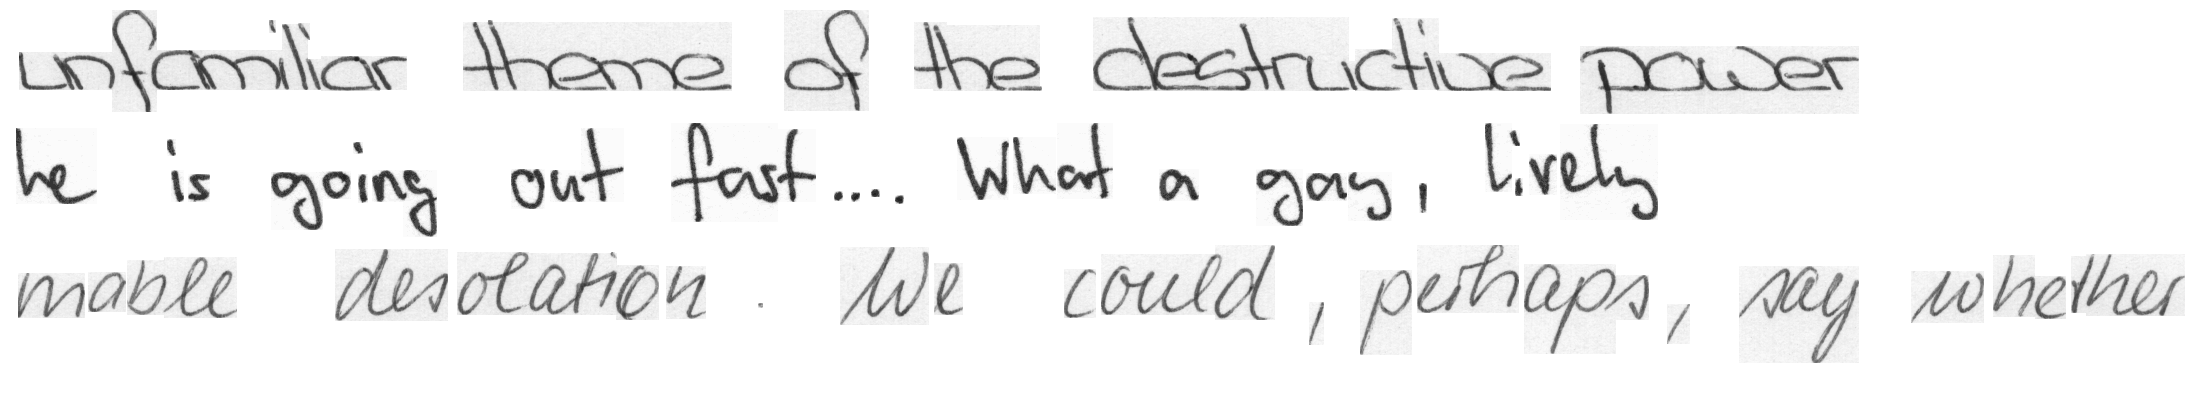 unfamiliar theme of the destructive power
he is going out fast.... What a gay, lively
mable desolation. We could, perhaps, say whether